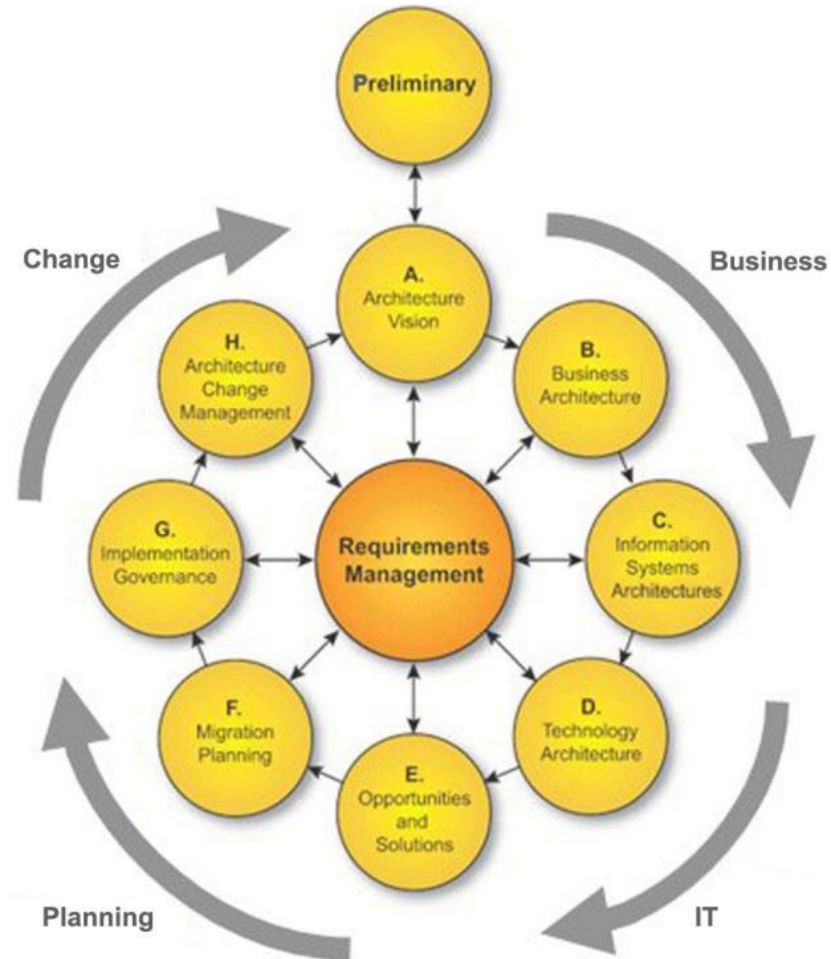 Preliminary
Change
Business
A.
Architecture
Vision
H.
Architecture
Change
Management
B.
Business
Architecture
G.
Implementation
Governance
Requirements
Management
C.
Information
Systems
Architectures
F.
Migration
Planning
D.
Technology
Architecture
E.
Opportunities
and
Solutions
Planning
IT